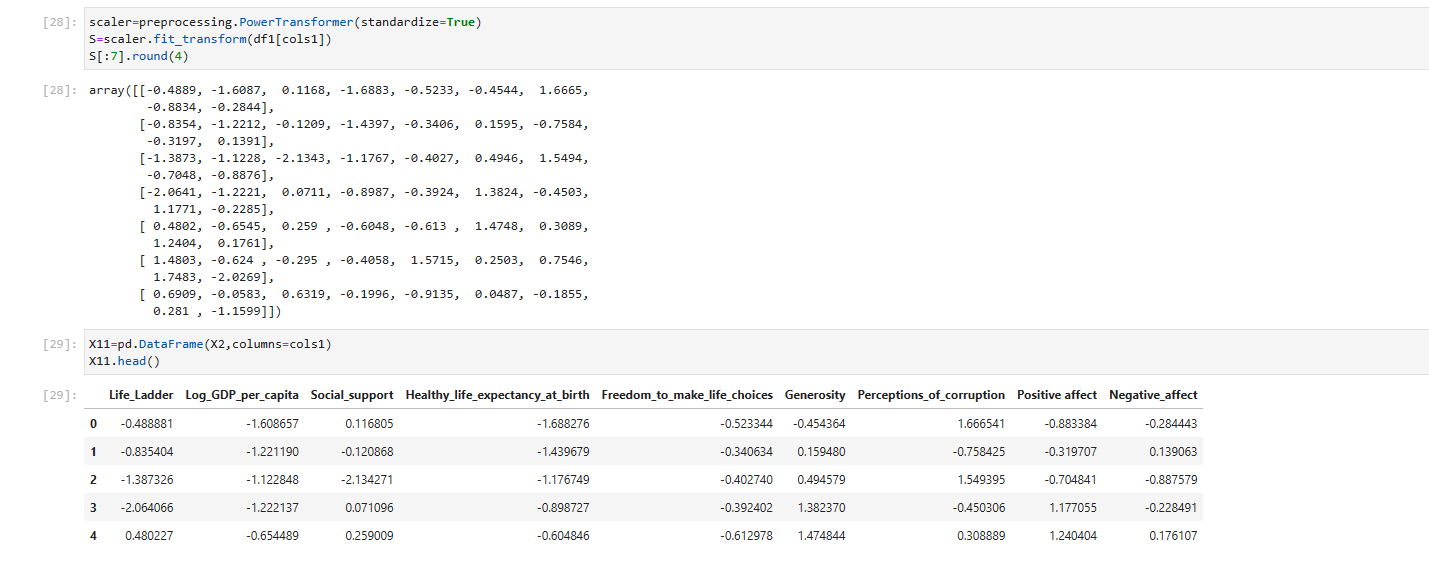 [28]: scaler=preprocessing.PowerTransformer(standardize=True)
S=scaler.fit_transform(df1[cols1])
S[:7].round(4)
[28]: array([[-0.4889, -1.6087,  0.1168, -1.6883, -0.5233, -0.4544,  1.6665,
-0.8834, -0.2844],
[-0.8354, -1.2212, -0.1209, -1.4397, -0.3406,  0.1595, -0.7584,
-0.3197,  0.1391],
[-1.3873, -1.1228, -2.1343, -1.1767, -0.4027,  0.4946,  1.5494,
-0.7048, -0.8876],
[-2.0641, -1.2221,  0.0711, -0.8987, -0.3924,  1.3824, -0.4503,
1.1771, -0.2285],
[ 0.4802, -0.6545,  0.259 , -0.6048, -0.613 ,  1.4748,  0.3089,
1.2404,  0.1761],
[ 1.4803, -0.624 , -0.295 , -0.4058,  1.5715,  0.2503,  0.7546,
1.7483, -2.0269],
[ 0.6909, -0.0583,  0.6319, -0.1996, -0.9135,  0.0487, -0.1855,
0.281 , -1.1599]])
[29]: X11=pd.DataFrame(X2,columns=cols1)
X11.head()
[29]: Life_Ladder Log_GDP_per_capita Social_support Healthy_life_expectancy_at_birth Freedom_to_make_life_choices Generosity Perceptions_of_corruption Positive affect Negative_affect
0 -0.488881 -1.608657 0.116805 -1.688276 -0.523344 -0.454364 1.666541 -0.883384 -0.284443
1 -0.835404 -1.221190 -0.120868 -1.439679 -0.340634 0.159480 -0.758425 -0.319707 0.139063
2 -1.387326 -1.122848 -2.134271 -1.176749 -0.402740 0.494579 1.549395 -0.704841 -0.887579
3 -2.064066 -1.222137 0.071096 -0.898727 -0.392402 1.382370 -0.450306 1.177055 -0.228491
4 0.480227 -0.654489 0.259009 -0.604846 -0.612978 1.474844 0.308889 1.240404 0.176107